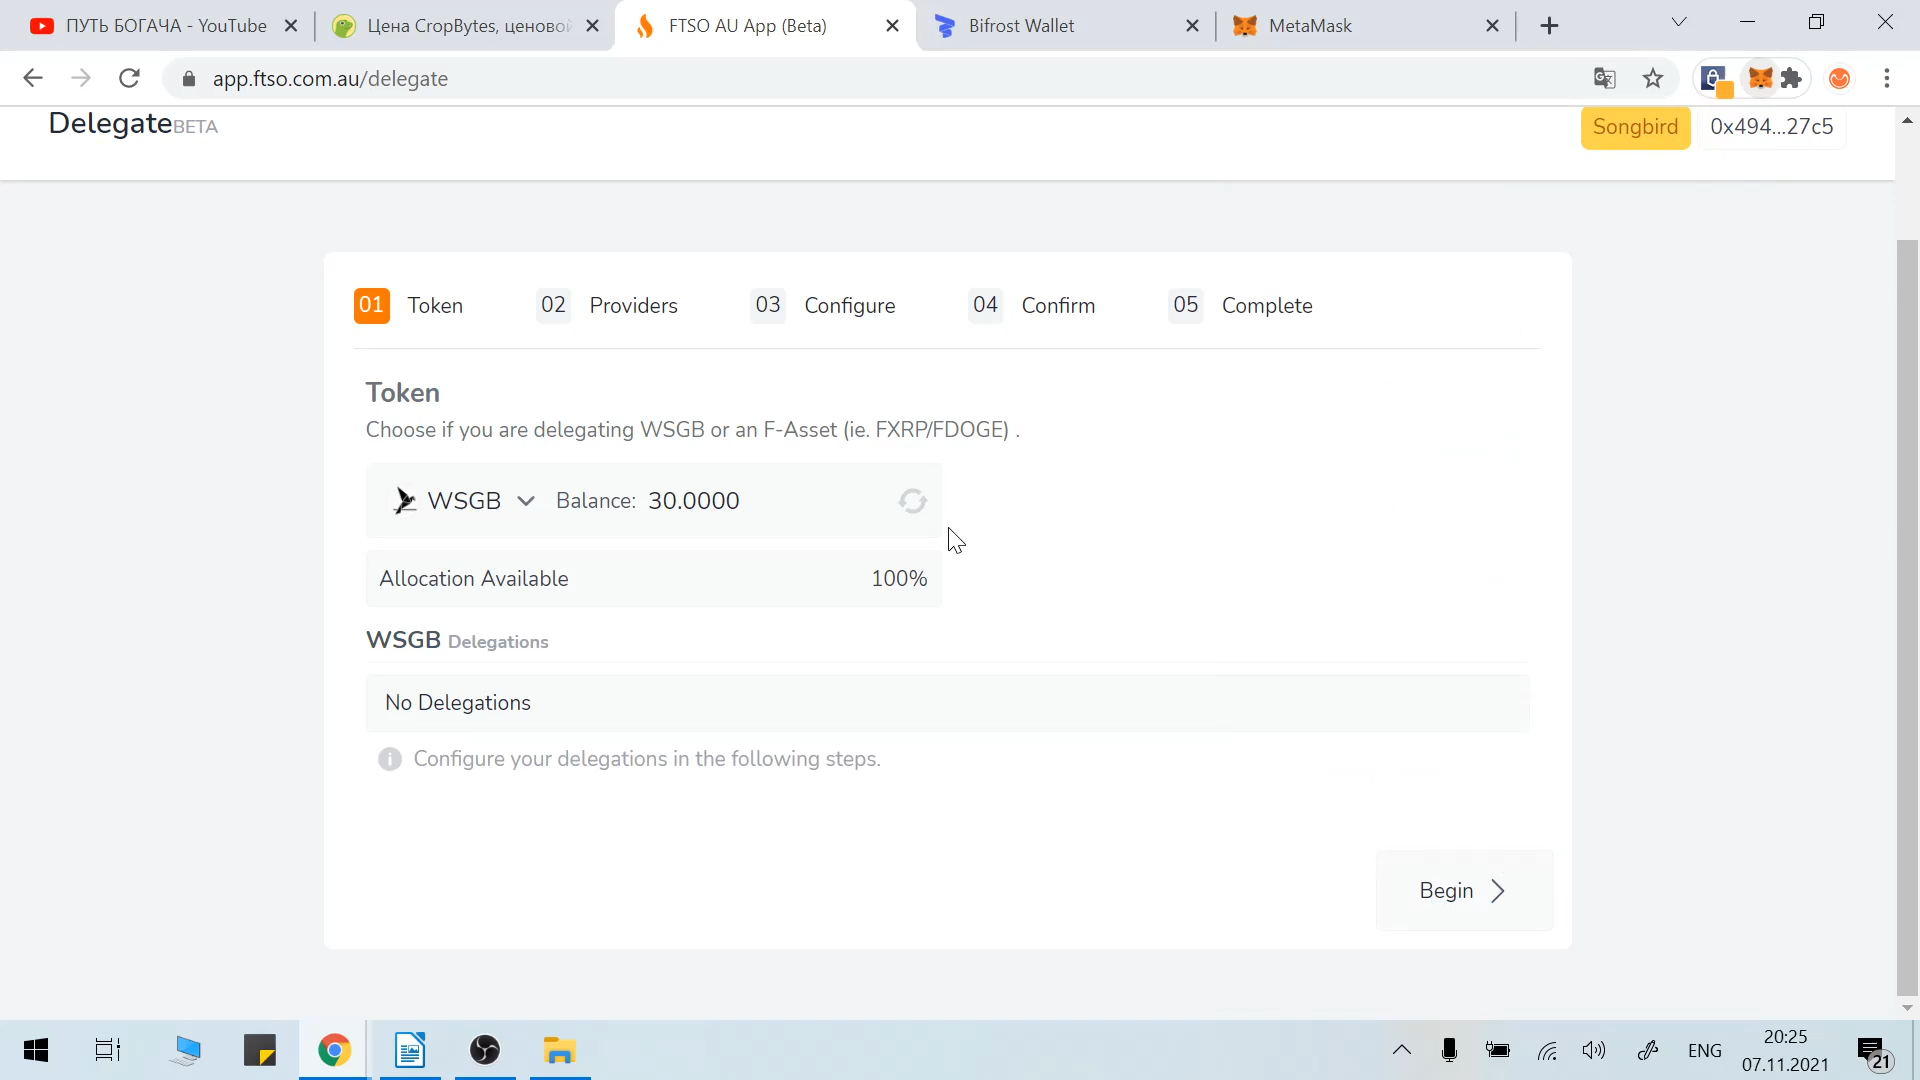 ПУТЬ БОГАЧА - YouTube
Цена CropBytes, ценовой
FTSO AU App (Beta)
Bifrost Wallet
MetaMask
app.ftso.com.au/delegate
Delegate BETA
Songbird
0x494...27c5
01 Token
02 Providers
03 Configure
04 Confirm
05 Complete
Token
Choose if you are delegating WSGB or an F-Asset (ie. FXRP/FDOGE) .
WSGB Balance: 30.0000
Allocation Available 100%
WSGB Delegations
No Delegations
Configure your delegations in the following steps.
Begin
ENG
20:25
07.11.2021
21